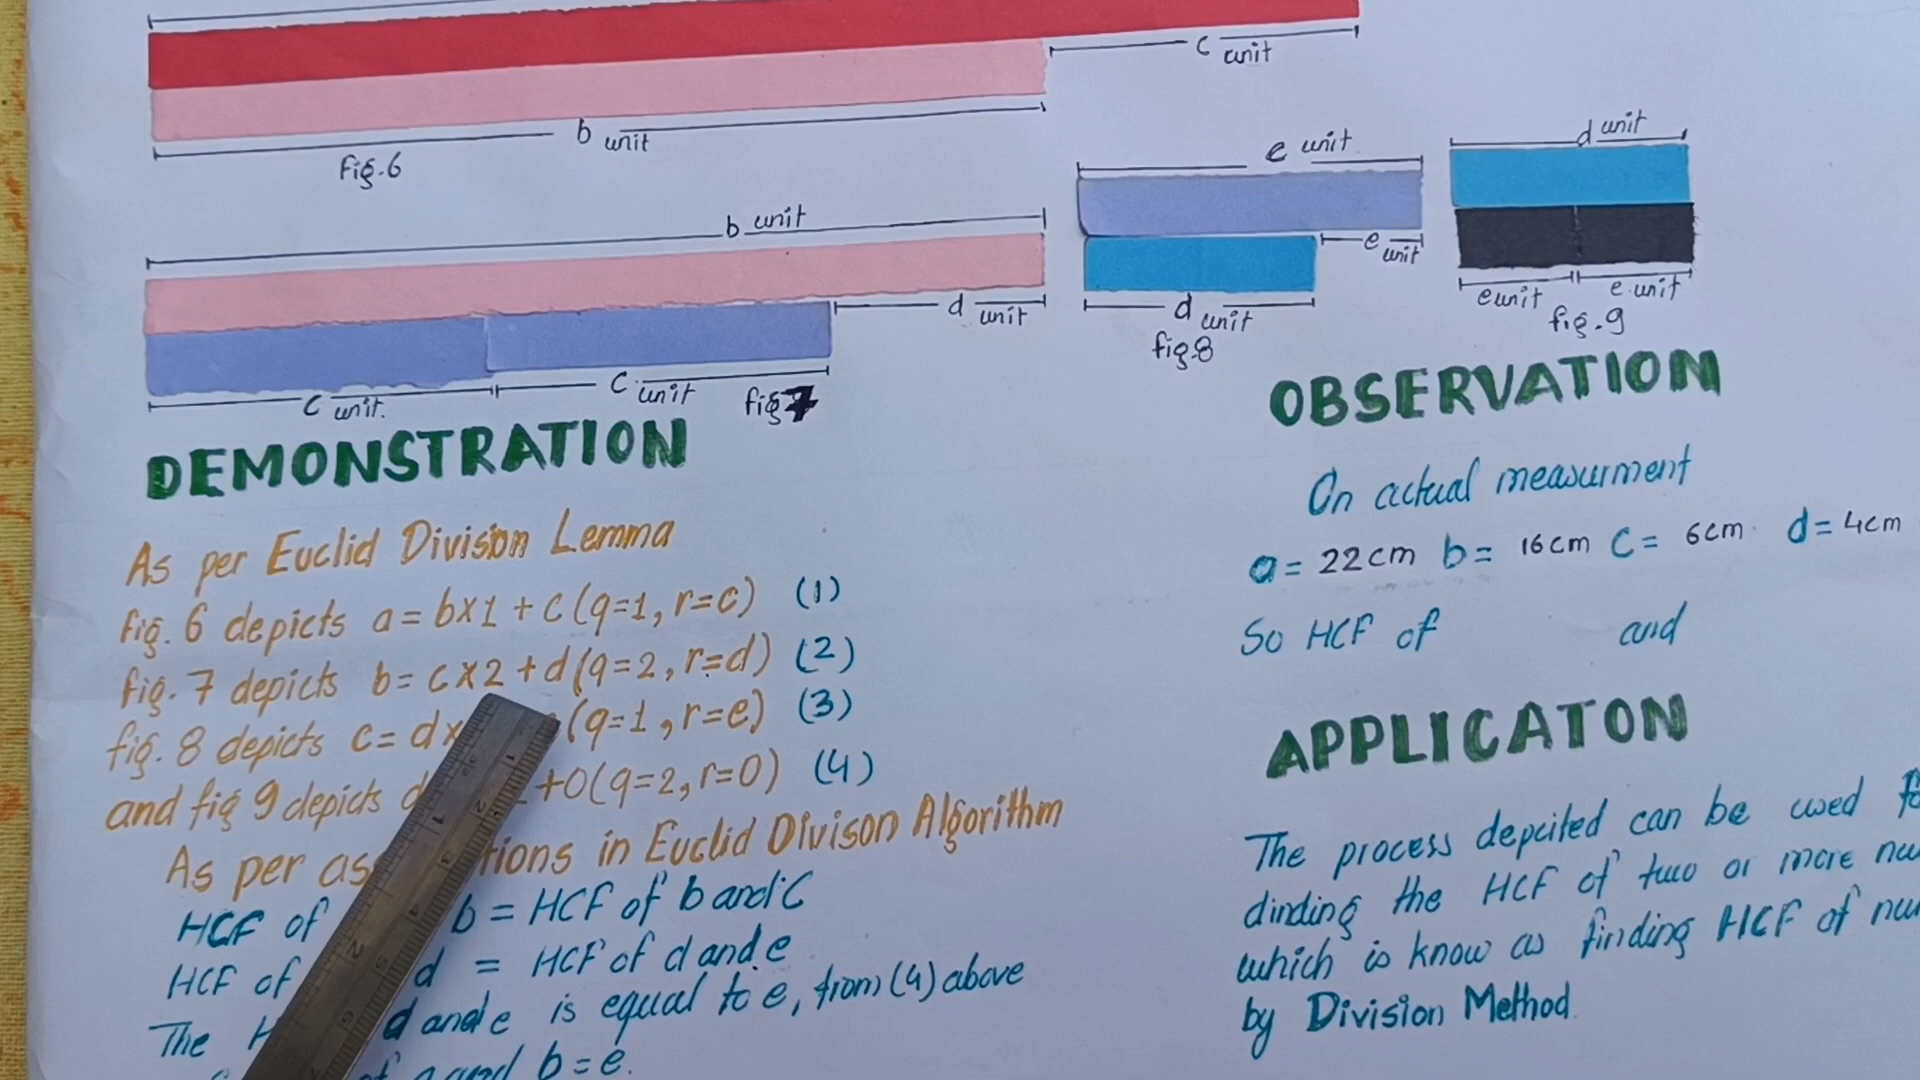 c unit
b unit
fig.6
b unit
d unit
c unit.
c unit
fig 7
e unit
e unit
d unit
fig.8
d unit
e unit
e.unit
fig.9
DEMONSTRATION
As per Euclid Division Lemma
fig. 6 depicts a = bx1 + c (q=1, r=c) (1)
fig. 7 depicts b= cx2 + d (q=2, r=d) (2)
fig. 8 depicts c= dx (q=1, r=e) (3)
and fig 9 depicts d +0(q=2, r=0) (4)
As per in Euclid Divison Algorithm
HCF of b = HCF of b and C
HCF of d = HCF of d and e
The d and e is equal to e, from (4) above
of a and b = e.
OBSERVATION
On actual measurment
a = 22cm b = 16cm C = 6cm. d = 4cm
So HCF of and
APPLICATON
The process depcited can be used
dinding the HCF of two or more
which is know as finding HCF of
by Division Method.